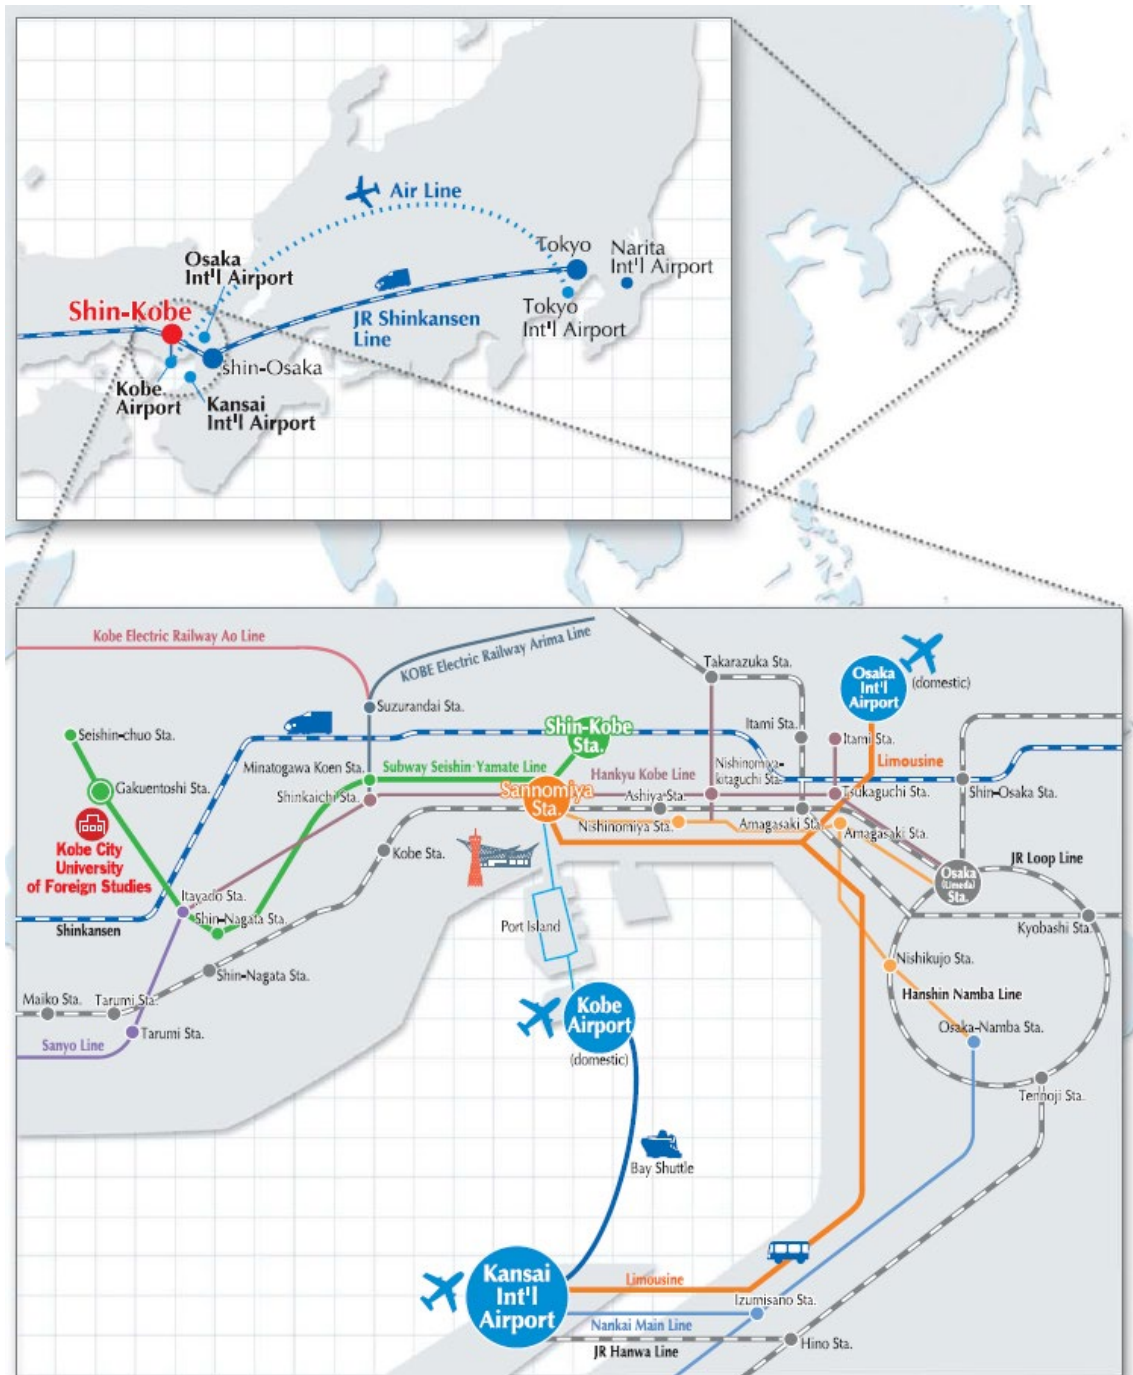 Air Line
Osaka
Int'l Airport
Tokyo
Narita
Int'l Airport
Shin-Kobe
JR Shinkansen
Line
Tokyo
Int'l Airport
shin-Osaka
Kobe
Airport
Kansai
Int'l Airport
Kobe Electric Railway Ao Line
KOBE Electric Railway Arima Line
Takarazuka Sta.
Osaka
Int'l
Airport
(domestic)
Suzurandai Sta.
Seishin-chuo Sta.
Shin-Kobe
Sta.
Itami Sta.
Itami Sta.
Limousine
Minatogawa Koen Sta.
Subway Seishin·Yamate Line
Hankyu Kobe Line
Nishinomiya-
kitaguchi Sta.
Gakuentoshi Sta.
Shinkaichi Sta.
Sannomiya
Sta.
Ashiya Sta.
Tsukaguchi Sta.
Shin-Osaka Sta.
Nishinomiya Sta.
Amagasaki Sta.
Amagasaki Sta.
Kobe City
University
of Foreign Studies
Kobe Sta.
JR Loop Line
Osaka
(Umeda)
Sta.
Itayado Sta.
Shin-Nagata Sta.
Shinkansen
Port Island
Kyobashi Sta.
Shin-Nagata Sta.
Nishikujo Sta.
Maiko Sta.
Tarumi Sta.
Hanshin Namba Line
Kobe
Airport
(domestic)
Osaka-Namba Sta.
Sanyo Line
Tarumi Sta.
Tennoji Sta.
Bay Shuttle
Kansai
Int'l
Airport
Limousine
Izumisano Sta.
Nankai Main Line
JR Hanwa Line
Hino Sta.